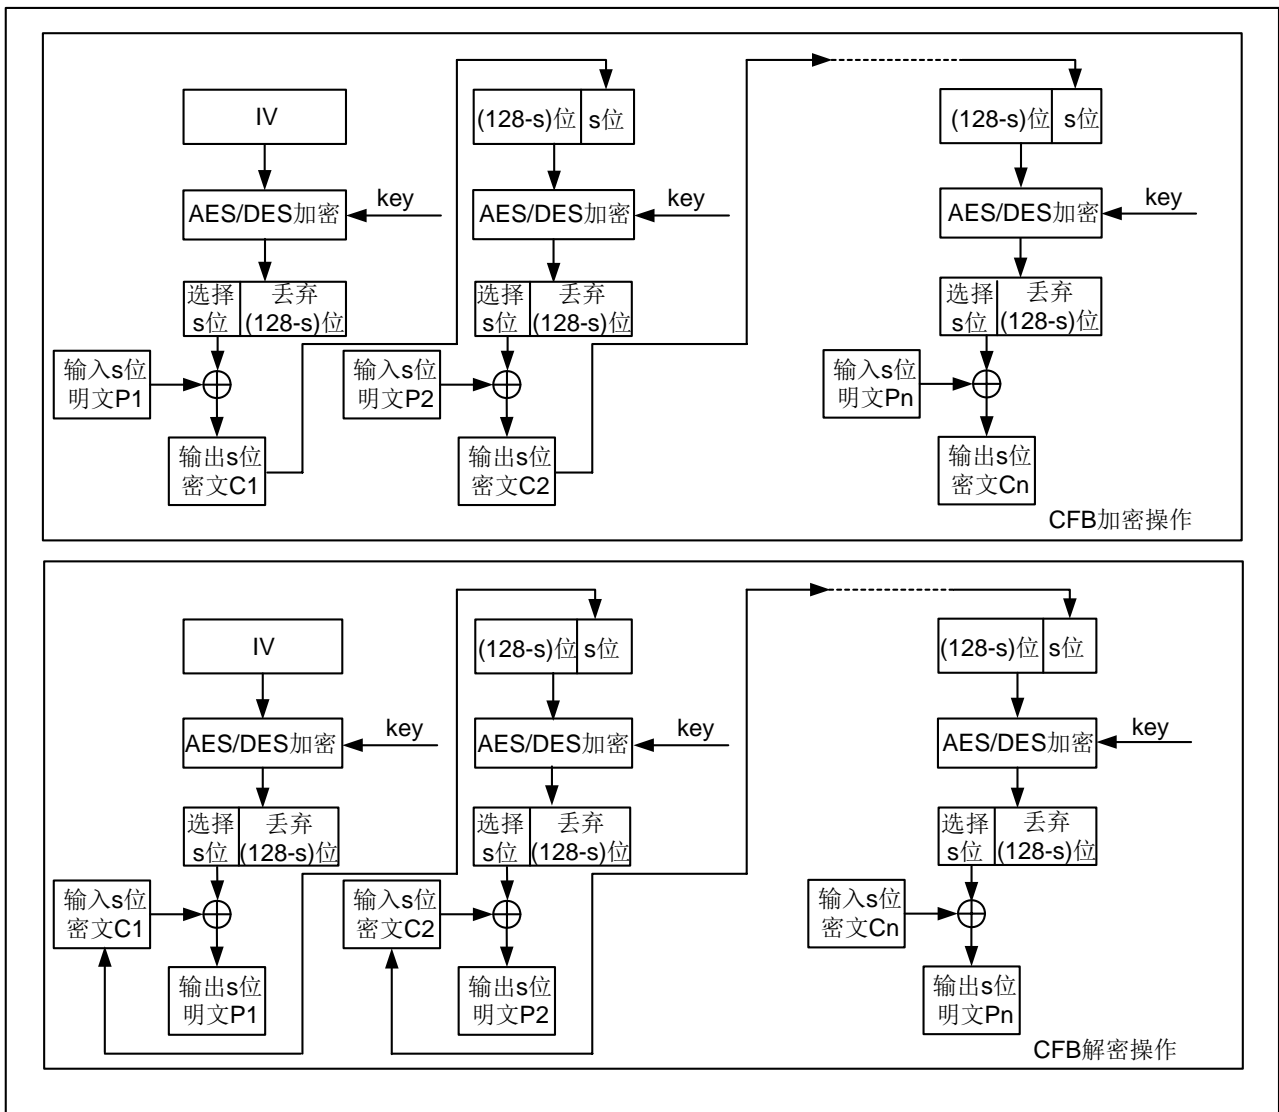 IV
(128-s)位 s位
(128-s)位 s位
AES/DES加密
key
AES/DES加密
key
AES/DES加密
key
选择
s位
丢弃
(128-s)位
选择
s位
丢弃
(128-s)位
选择
s位
丢弃
(128-s)位
输入s位
明文P1
输入s位
明文P2
输入s位
明文Pn
输出s位
密文C1
输出s位
密文C2
输出s位
密文Cn
CFB加密操作
IV
(128-s)位 s位
(128-s)位 s位
AES/DES加密
key
AES/DES加密
key
AES/DES加密
key
选择
s位
丢弃
(128-s)位
选择
s位
丢弃
(128-s)位
选择
s位
丢弃
(128-s)位
输入s位
密文C1
输入s位
密文C2
输入s位
密文Cn
输出s位
明文P1
输出s位
明文P2
输出s位
明文Pn
CFB解密操作